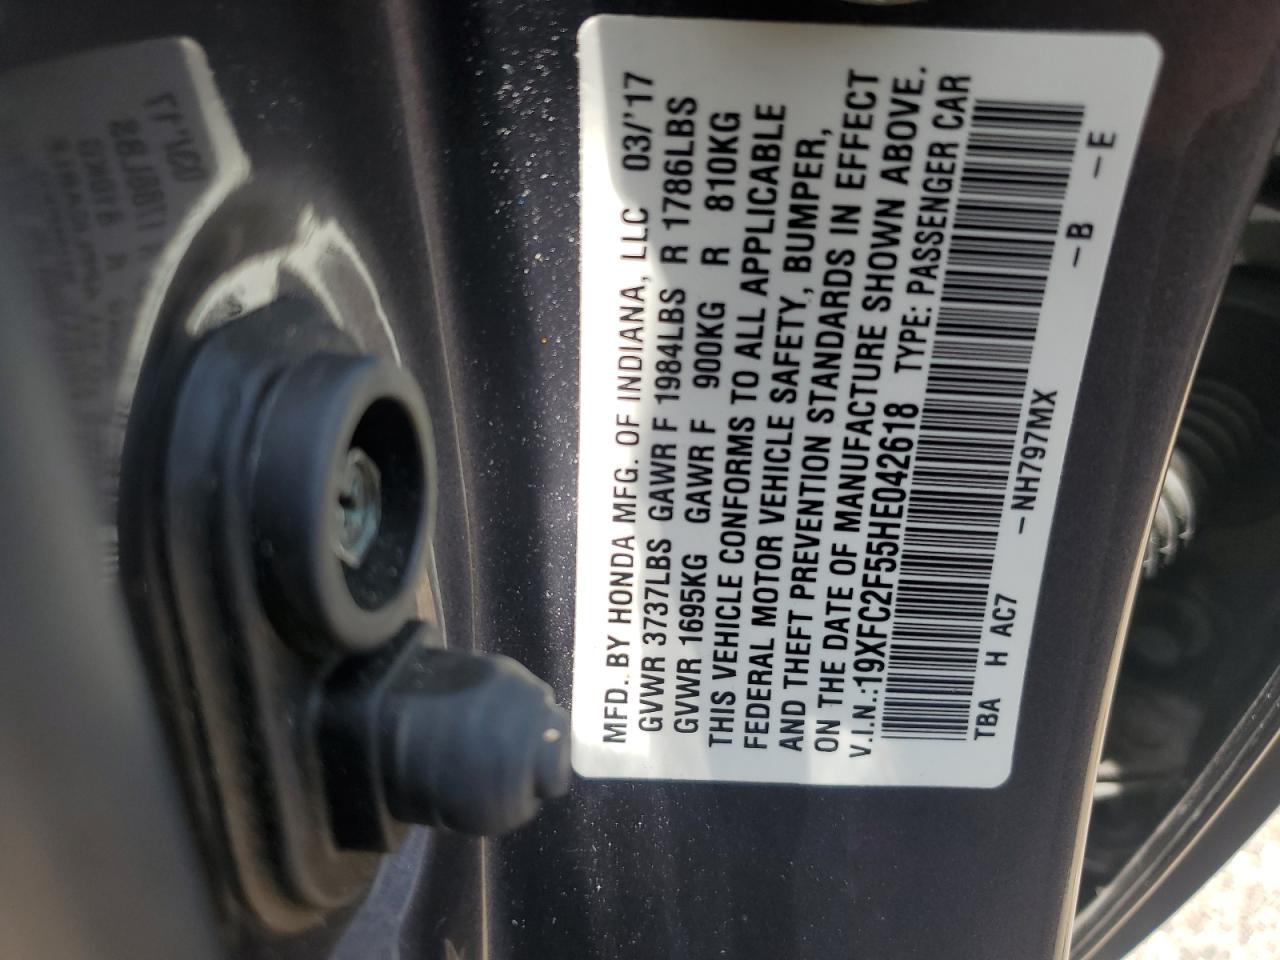 MFD. BY HONDA MFG. OF INDIANA, LLC 03/'17
GVWR 3737LBS GAWR F 1984LBS R 1786LBS
GVWR 1695KG GAWR F 900KG R 810KG
THIS VEHICLE CONFORMS TO ALL APPLICABLE
FEDERAL MOTOR VEHICLE SAFETY, BUMPER,
AND THEFT PREVENTION STANDARDS IN EFFECT
ON THE DATE OF MANUFACTURE SHOWN ABOVE.
V.I.N.:19XFC2F55HE042618 TYPE: PASSENGER CAR
TBA H AC7 -NH797MX -B -E